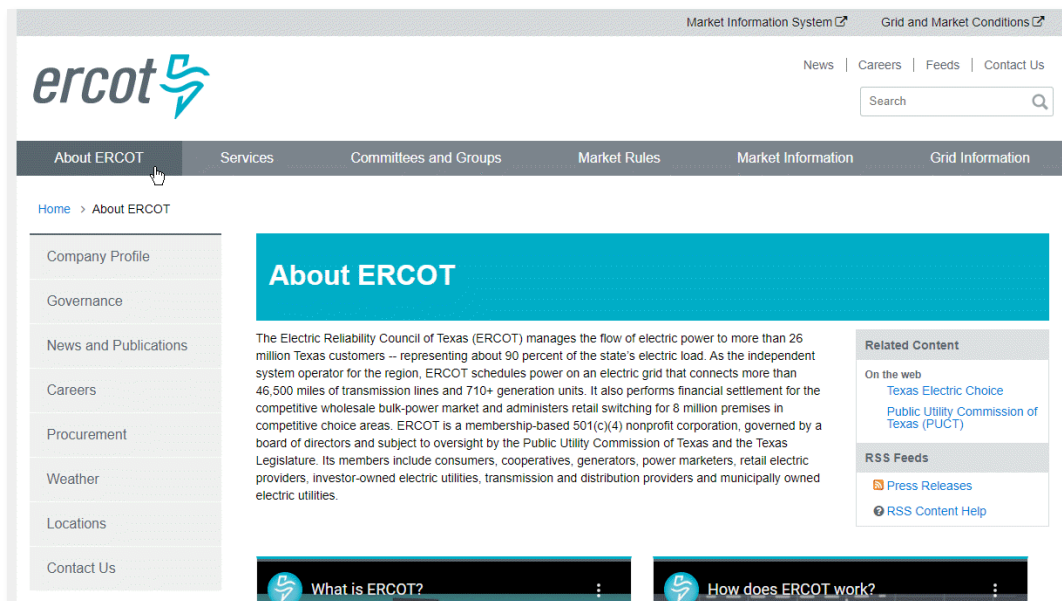 Market Information System
Grid and Market Conditions
ercot
News | Careers | Feeds | Contact Us
Search
About ERCOT
Services
Committees and Groups
Market Rules
Market Information
Grid Information
Home > About ERCOT
Company Profile
Governance
News and Publications
Careers
Procurement
Weather
Locations
Contact Us
About ERCOT
The Electric Reliability Council of Texas (ERCOT) manages the flow of electric power to more than 26
million Texas customers -- representing about 90 percent of the state's electric load. As the independent
system operator for the region, ERCOT schedules power on an electric grid that connects more than
46,500 miles of transmission lines and 710+ generation units. It also performs financial settlement for the
competitive wholesale bulk-power market and administers retail switching for 8 million premises in
competitive choice areas. ERCOT is a membership-based 501(c)(4) nonprofit corporation, governed by a
board of directors and subject to oversight by the Public Utility Commission of Texas and the Texas
Legislature. Its members include consumers, cooperatives, generators, power marketers, retail electric
providers, investor-owned electric utilities, transmission and distribution providers and municipally owned
electric utilities.
Related Content
On the web
Texas Electric Choice
Public Utility Commission of
Texas (PUCT)
RSS Feeds
Press Releases
RSS Content Help
What is ERCOT?
How does ERCOT work?